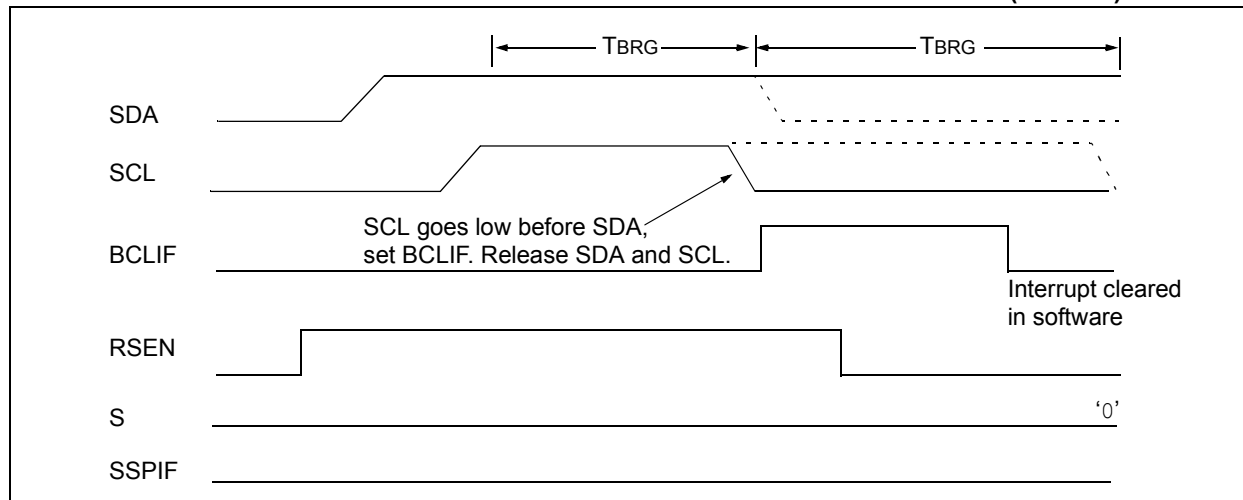 TBRG
TBRG
SDA
SCL
SCL goes low before SDA,
set BCLIF. Release SDA and SCL.
BCLIF
Interrupt cleared
in software
RSEN
S
‘0’
SSPIF